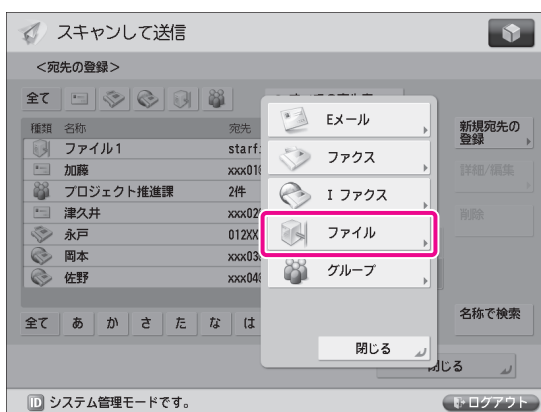 スキャンして送信
<宛先の登録>
全て
種類 名称 宛先
ファイル1 starf
加藤 xxx01
プロジェクト推進課 2件
津久井 xxx02
永戸 012XX
岡本 xxx03
佐野 xxx04
全て あ か さ た な は
Eメール
ファクス
I ファクス
ファイル
グループ
閉じる
新規宛先の
登録
詳細/編集
削除
名称で検索
閉じる
システム管理モードです。
ログアウト